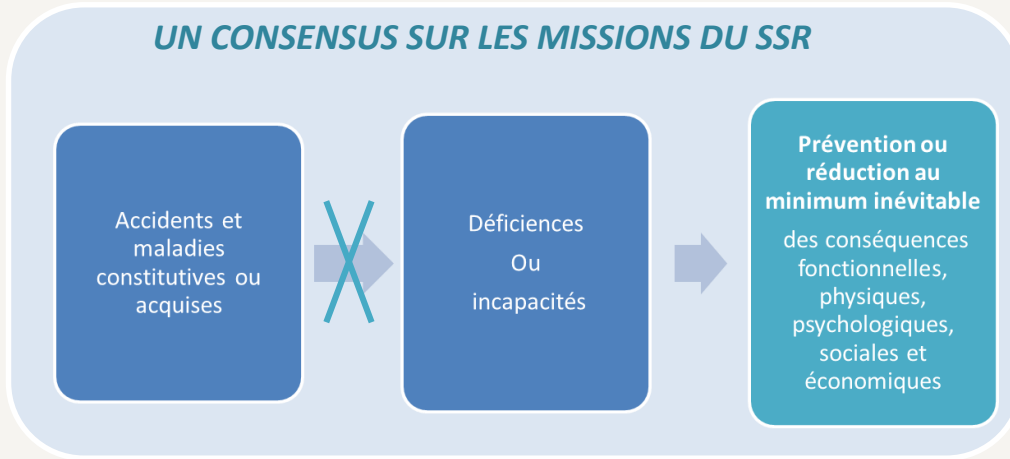 UN CONSENSUS SUR LES MISSIONS DU SSR
Accidents et
maladies
constitutives ou
acquises
Déficiences
Ou
incapacités
Prévention ou
réduction au
minimum inévitable
des conséquences
fonctionnelles,
physiques,
psychologiques,
sociales et
économiques